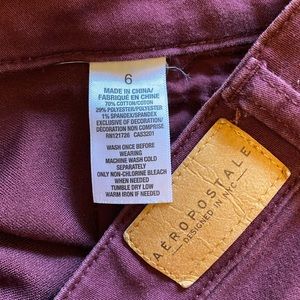 6
MADE IN CHINA/
FABRIQUÉ EN CHINE
70% COTTON/COTON
29% POLYESTER/POLYESTER
1% SPANDEX/SPANDEX
EXCLUSIVE OF DECORATION/
DÉCORATION NON COMPRISE
RN121726 CA53201
WASH ONCE BEFORE
WEARING
MACHINE WASH COLD
SEPARATELY
ONLY NON-CHLORINE BLEACH
WHEN NEEDED
TUMBLE DRY LOW
WARM IRON IF NEEDED
AÉROPOSTALE
DESIGNED IN NYC